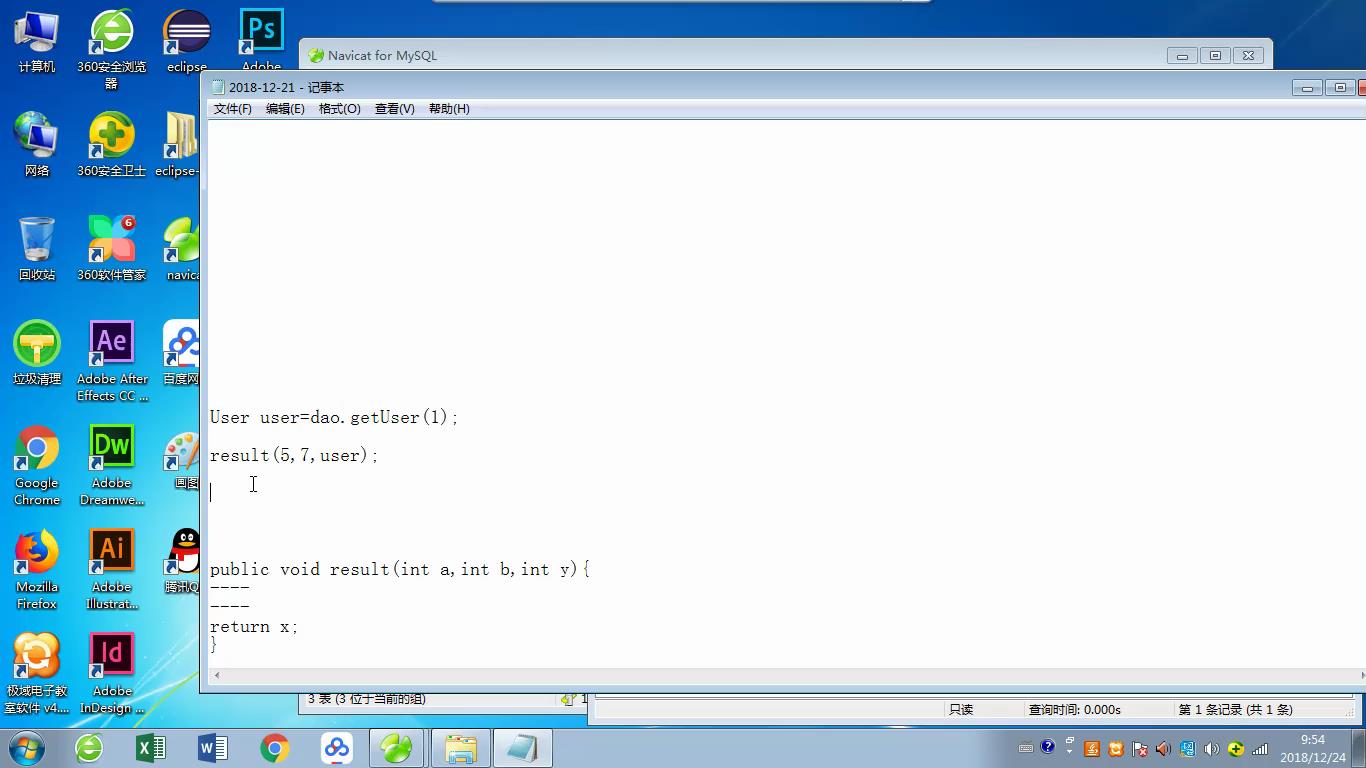 计算机
360安全浏览器
eclipse
Ps
Adobe
Navicat for MySQL
2018-12-21 - 记事本
文件(F) 编辑(E) 格式(O) 查看(V) 帮助(H)
网络
360安全卫士
eclipse-
回收站
6
360软件管家
navica
垃圾清理
Ae
Adobe After
Effects CC ...
百度网
User user=dao.getUser(1);
result(5,7,user);
Google
Chrome
Dw
Adobe
Dreamwe...
画图
public void result(int a,int b,int y){
----
----
return x;
}
Mozilla
Firefox
Ai
Adobe
Illustrat...
腾讯Q
极域电子教
室软件 v4....
Id
Adobe
InDesign ...
3 表 (3 位于当前的组)
1
只读
查询时间: 0.000s
第 1 条记录 (共 1 条)
9:54
2018/12/24